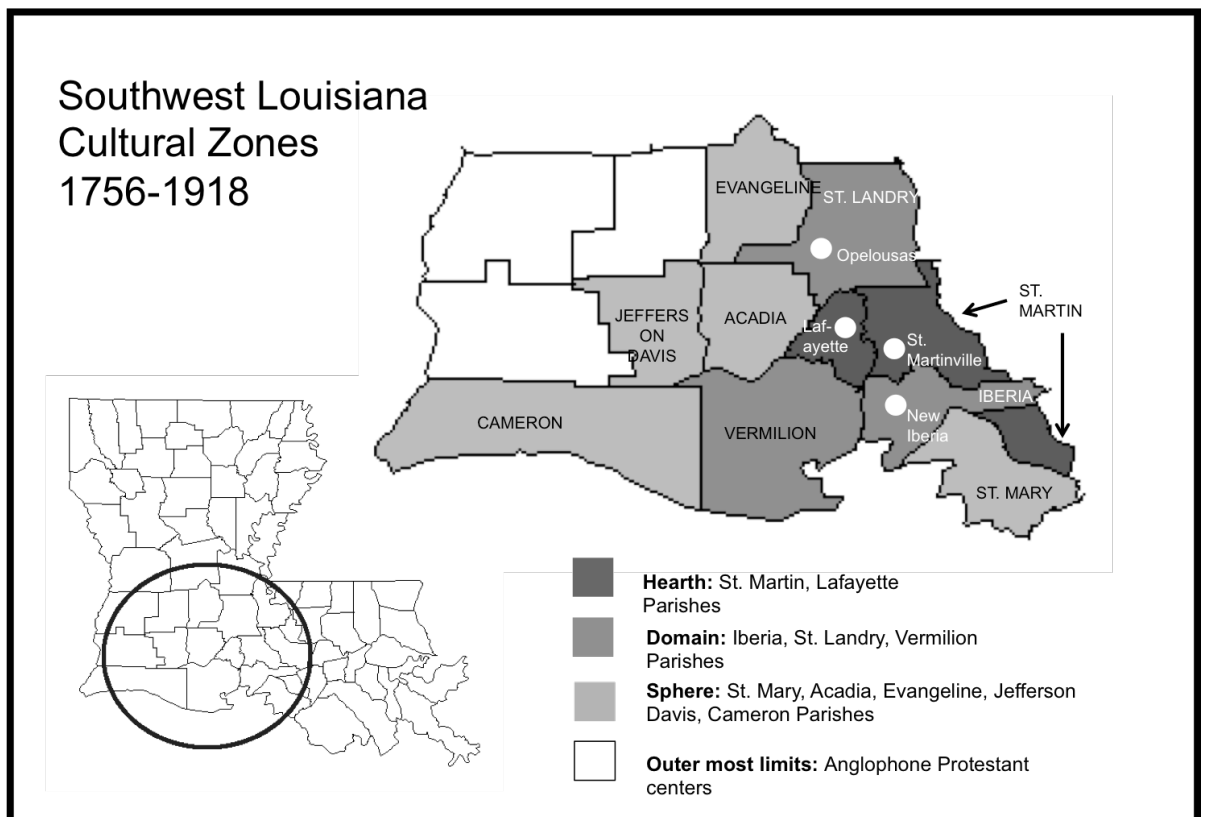 Southwest Louisiana
Cultural Zones
1756-1918
EVANGELINE
ST. LANDRY
Opelousas
ST.
MARTIN
JEFFERS
ON
DAVIS
ACADIA
Laf-
ayette
St.
Martinville
IBERIA
New
Iberia
CAMERON
VERMILION
ST. MARY
Hearth: St. Martin, Lafayette
Parishes
Domain: Iberia, St. Landry, Vermilion
Parishes
Sphere: St. Mary, Acadia, Evangeline, Jefferson
Davis, Cameron Parishes
Outer most limits: Anglophone Protestant
centers